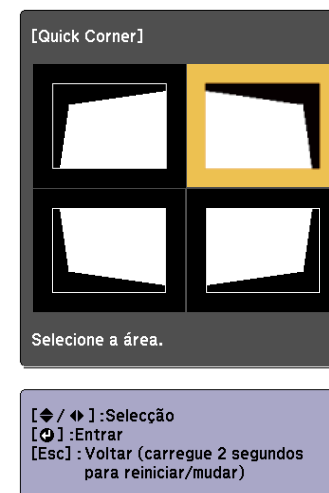 [Quick Corner]
Selecione a área.
[ / ] :Selecção
[ ] :Entrar
[Esc] : Voltar (carregue 2 segundos
para reiniciar/mudar)